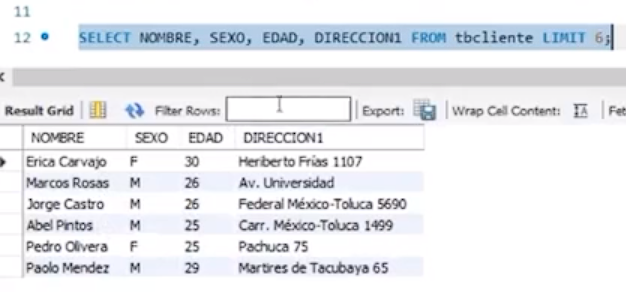 11
12 SELECT NOMBRE, SEXO, EDAD, DIRECCION1 FROM tbcliente LIMIT 6;
Result Grid Filter Rows: Export: Wrap Cell Content: IA Fet
NOMBRE SEXO EDAD DIRECCION1
Erica Carvajo F 30 Heriberto Frias 1107
Marcos Rosas M 26 Av. Universidad
Jorge Castro M 26 Federal México-Toluca 5690
Abel Pintos M 25 Carr. México-Toluca 1499
Pedro Olivera F 25 Pachuca 75
Paolo Mendez M 29 Martires de Tacubaya 65